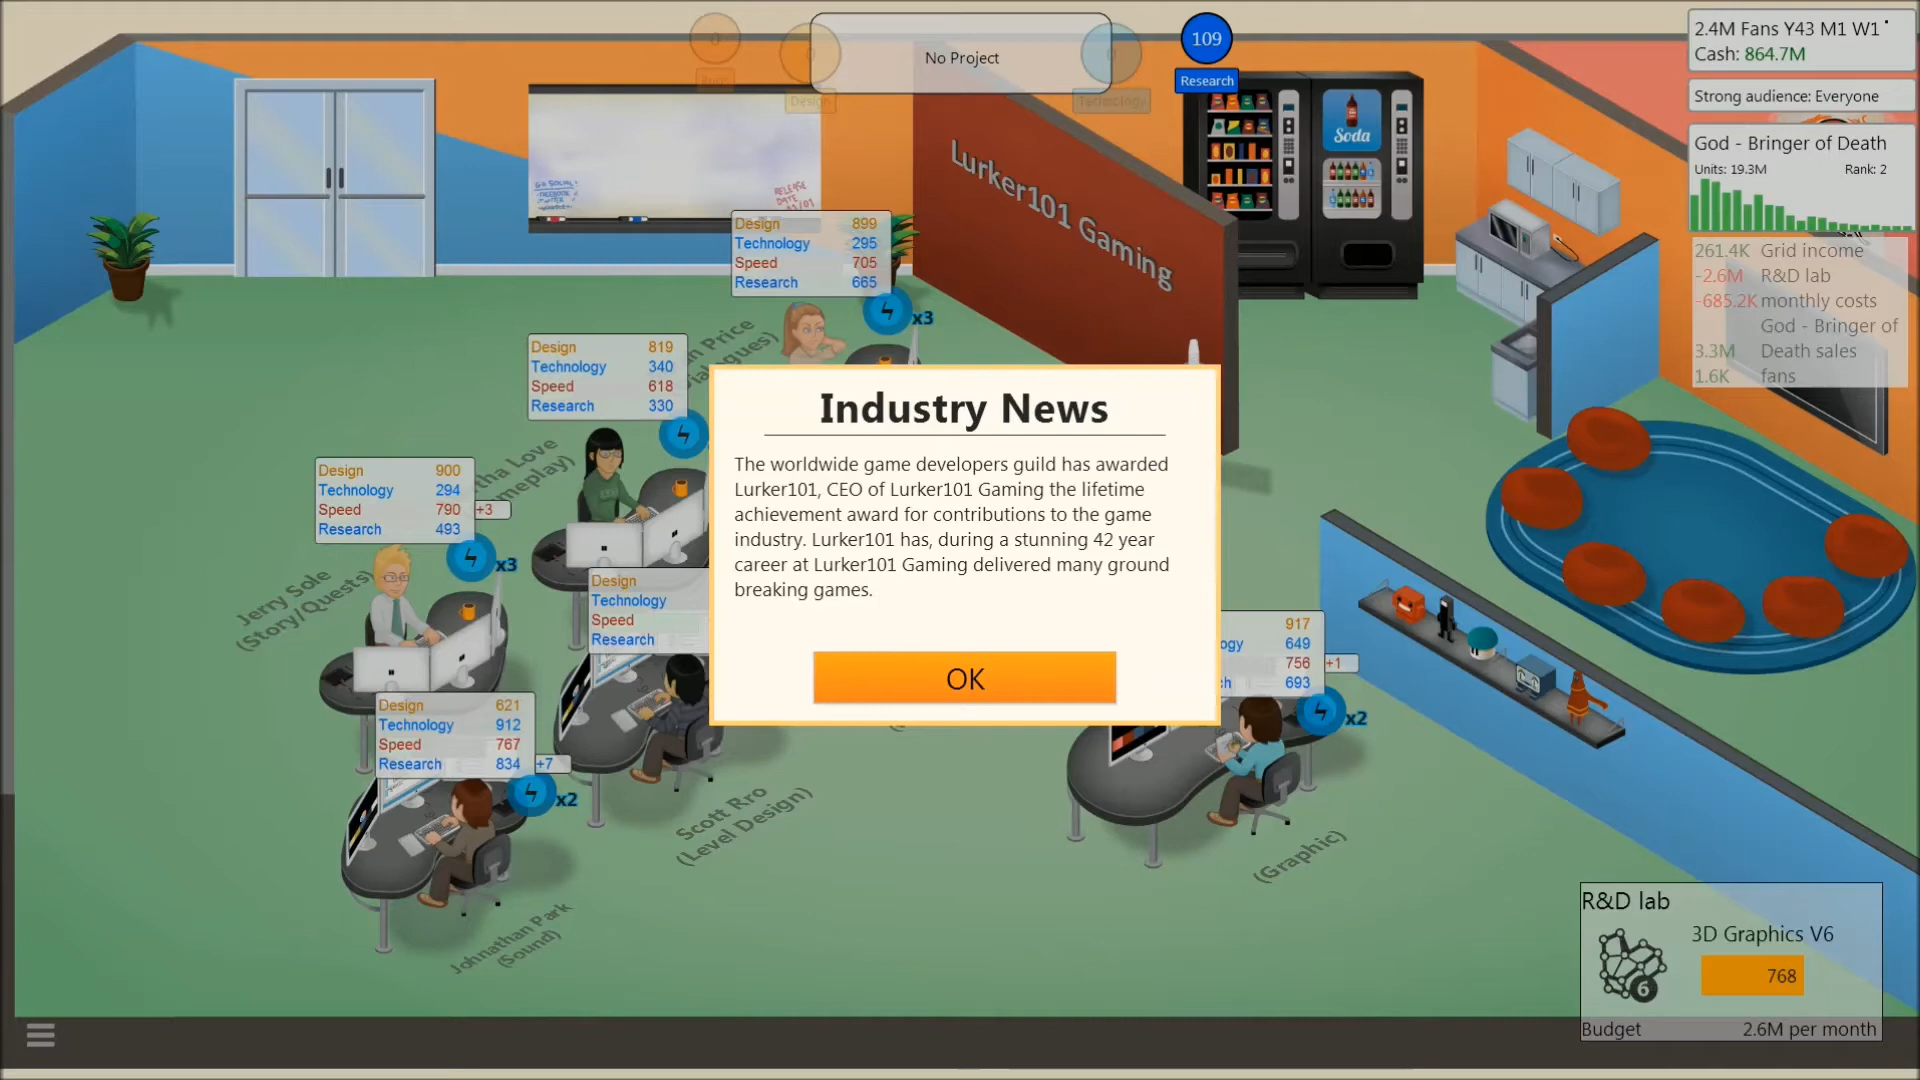 No Project
109
Research
Design
Technology
2.4M Fans Y43 M1 W1
Cash: 864.7M
Strong audience: Everyone
God - Bringer of Death
Units: 19.3M
Rank: 2
261.4K Grid income
-2.6M R&D lab
-685.2K monthly costs
God - Bringer of
3.3M Death sales
1.6K fans
Lurker101 Gaming
Soda
RELEASE
DATE
Design 899
Technology 295
Speed 705
Research 665
x3
Price
Design 819
Technology 340
Speed 618
Research 330
Love
Design 900
Technology 294
Speed 790 +3
Research 493
x3
Jerry Sole
(Story/Quests)
Design
Technology
Speed
Research
Scott Rro
(Level Design)
Design 621
Technology 912
Speed 767
Research 834 +7
x2
Johnathan Park
(Sound)
Industry News
The worldwide game developers guild has awarded
Lurker101, CEO of Lurker101 Gaming the lifetime
achievement award for contributions to the game
industry. Lurker101 has, during a stunning 42 year
career at Lurker101 Gaming delivered many ground
breaking games.
OK
917
649
756 +1
693
x2
(Graphic)
R&D lab
3D Graphics V6
6
768
Budget 2.6M per month